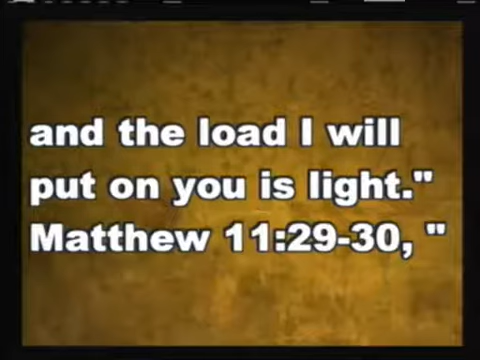 and the load I will
put on you is light."
Matthew 11:29-30, "